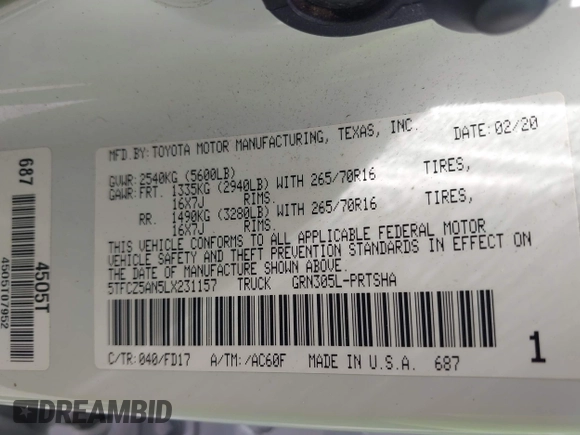 MFD.BY:TOYOTA MOTOR MANUFACTURING, TEXAS, INC. DATE:02/20
GVWR:2540KG (5600LB)
GAWR:FRT. 1335KG (2940LB) WITH 265/70R16 TIRES,
16X7J RIMS.
RR. 1490KG (3280LB) WITH 265/70R16 TIRES,
16X7J RIMS.
THIS VEHICLE CONFORMS TO ALL APPLICABLE FEDERAL MOTOR
VEHICLE SAFETY AND THEFT PREVENTION STANDARDS IN EFFECT ON
THE DATE OF MANUFACTURE SHOWN ABOVE.
5TFCZ5AN5LX231157 TRUCK GRN305L-PRTSHA
C/TR:040/FD17 A/TM:/AC60F MADE IN U.S.A. 687
1
687
4505T
4505T07952
DREAMBID